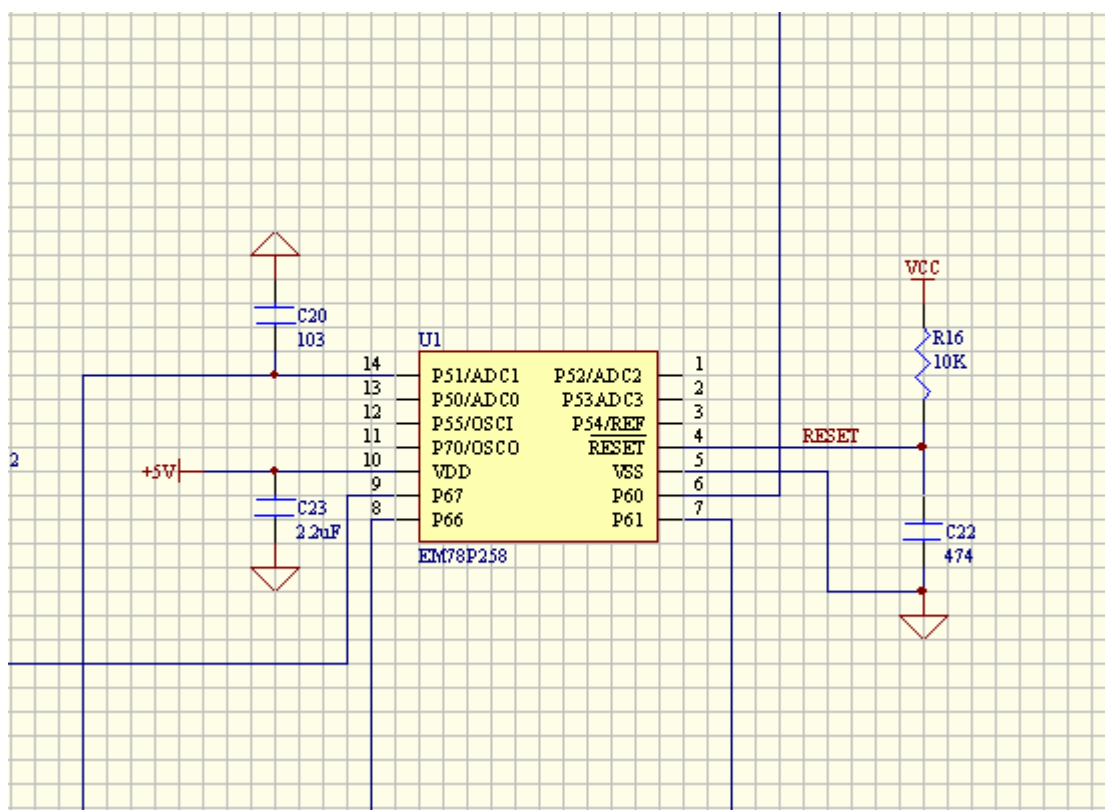 VCC
C20
103
R16
10K
U1
14
P51/ADC1
P52/ADC2
1
13
P50/ADC0
P53ADC3
2
12
P55/OSCI
P54/REF
3
11
P70/OSCO
RESET
4
RESET
2
+5V
10
VDD
VSS
5
9
P67
P60
6
8
P66
P61
7
C23
2.2uF
C22
474
EM78P258